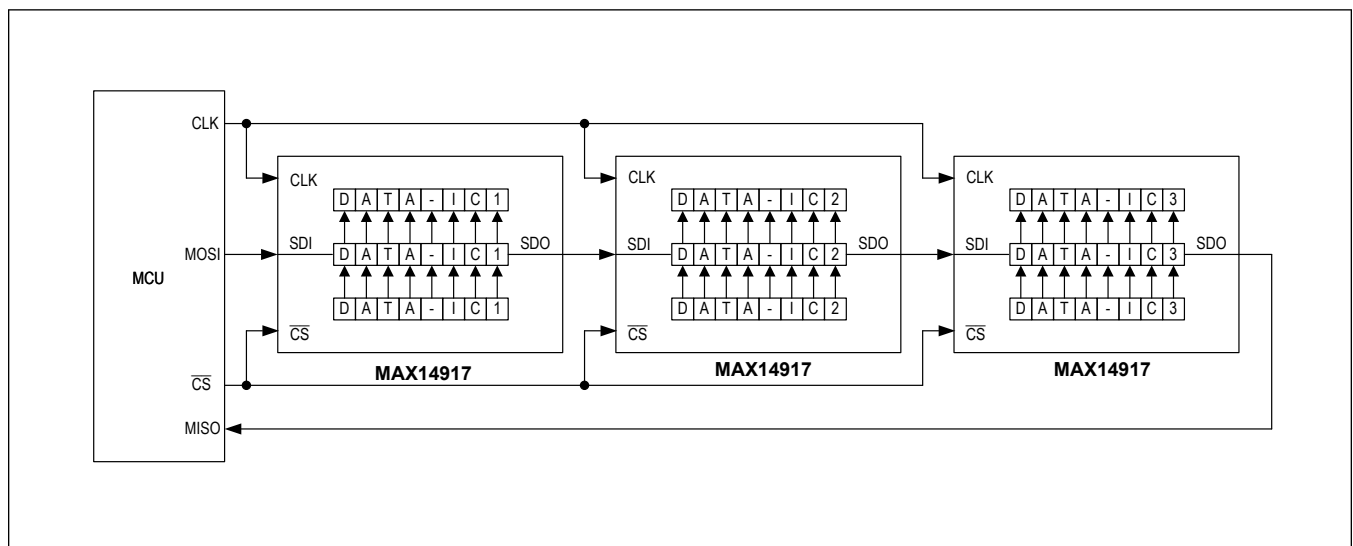 MCU
CLK
MOSI
CS
MISO
CLK
SDI
CS
D A T A - I C 1
D A T A - I C 1
D A T A - I C 1
SDO
MAX14917
CLK
SDI
CS
D A T A - I C 2
D A T A - I C 2
D A T A - I C 2
SDO
MAX14917
CLK
SDI
CS
D A T A - I C 3
D A T A - I C 3
D A T A - I C 3
SDO
MAX14917